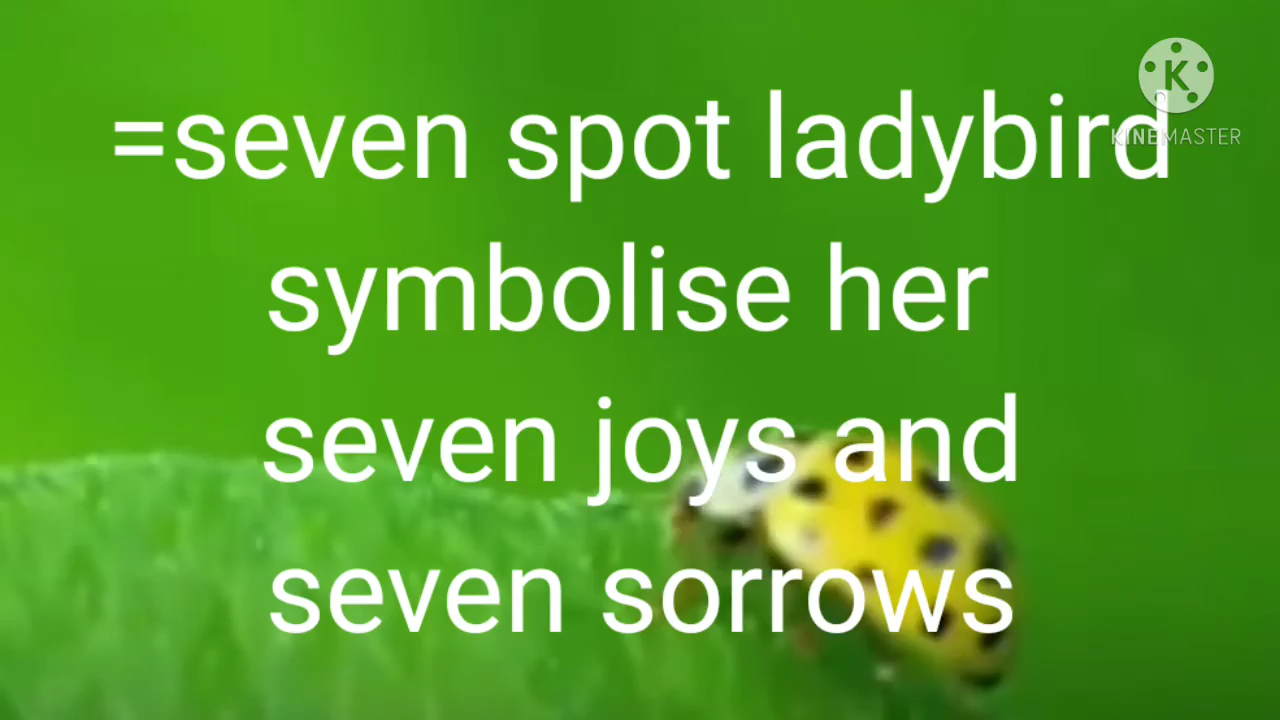 K
KINEMASTER
=seven spot ladybird
symbolise her
seven joys and
seven sorrows